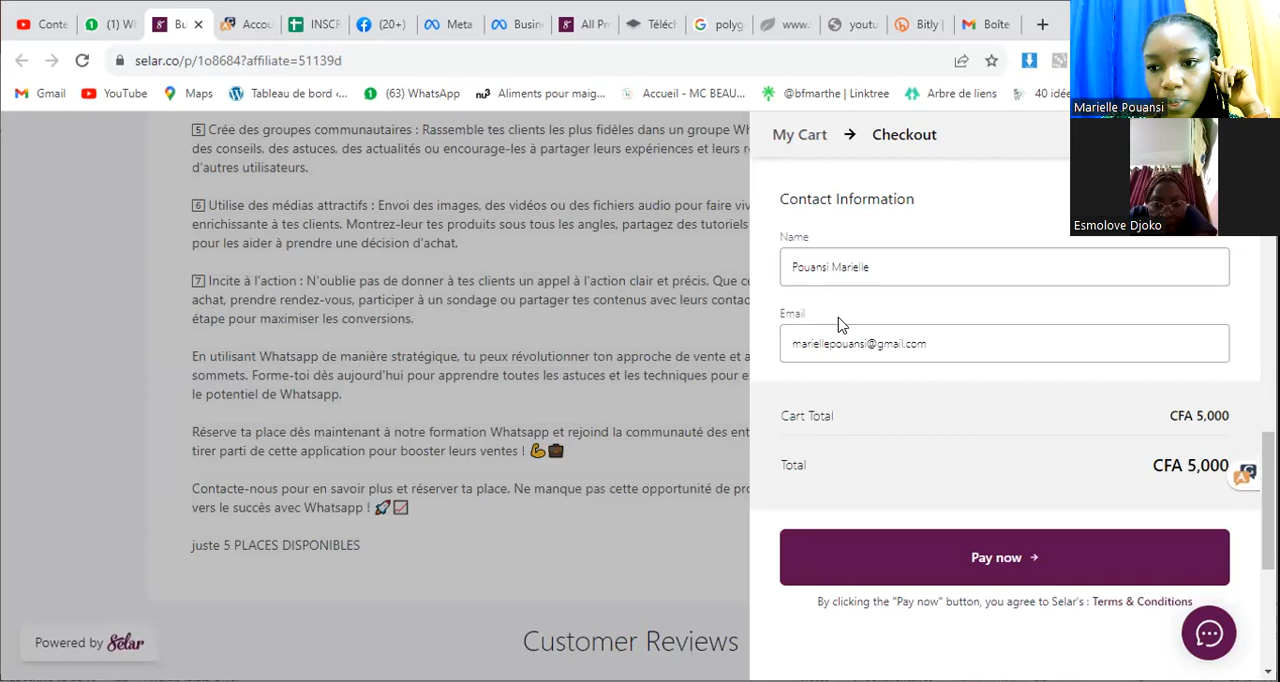 Conte
(1) W
Bu
Accou
INSCR
(20+)
Meta
Busin
All Pr
Téléch
polyg
www.
youtu
Bitly |
Boîte
selar.co/p/1o8684?affiliate=51139d
Gmail
YouTube
Maps
Tableau de bord ‹...
(63) WhatsApp
nu³ Aliments pour maig...
Accueil - MC BEAU...
@bfmarthe | Linktree
Arbre de liens
40 idée
Marielle Pouansi
Esmolove Djoko
5 Crée des groupes communautaires : Rassemble tes clients les plus fidèles dans un groupe Wh
des conseils, des astuces, des actualités ou encourage-les à partager leurs expériences et leurs r
d'autres utilisateurs.
6 Utilise des médias attractifs : Envoi des images, des vidéos ou des fichiers audio pour faire viv
enrichissante à tes clients. Montrez-leur tes produits sous tous les angles, partagez des tutoriels
pour les aider à prendre une décision d'achat.
7 Incite à l'action : N'oublie pas de donner à tes clients un appel à l'action clair et précis. Que ce
achat, prendre rendez-vous, participer à un sondage ou partager tes contenus avec leurs contac
étape pour maximiser les conversions.
En utilisant Whatsapp de manière stratégique, tu peux révolutionner ton approche de vente et a
sommets. Forme-toi dès aujourd'hui pour apprendre toutes les astuces et les techniques pour ex
le potentiel de Whatsapp.
Réserve ta place dès maintenant à notre formation Whatsapp et rejoind la communauté des ent
tirer parti de cette application pour booster leurs ventes ! 💪💼
Contacte-nous pour en savoir plus et réserver ta place. Ne manque pas cette opportunité de pro
vers le succès avec Whatsapp ! 🚀📈
juste 5 PLACES DISPONIBLES
Powered by Selar
Customer Reviews
My Cart → Checkout
Contact Information
Name
Pouansi Marielle
Email
mariellepouansi@gmail.com
Cart Total CFA 5,000
Total CFA 5,000
Pay now →
By clicking the "Pay now" button, you agree to Selar's : Terms & Conditions